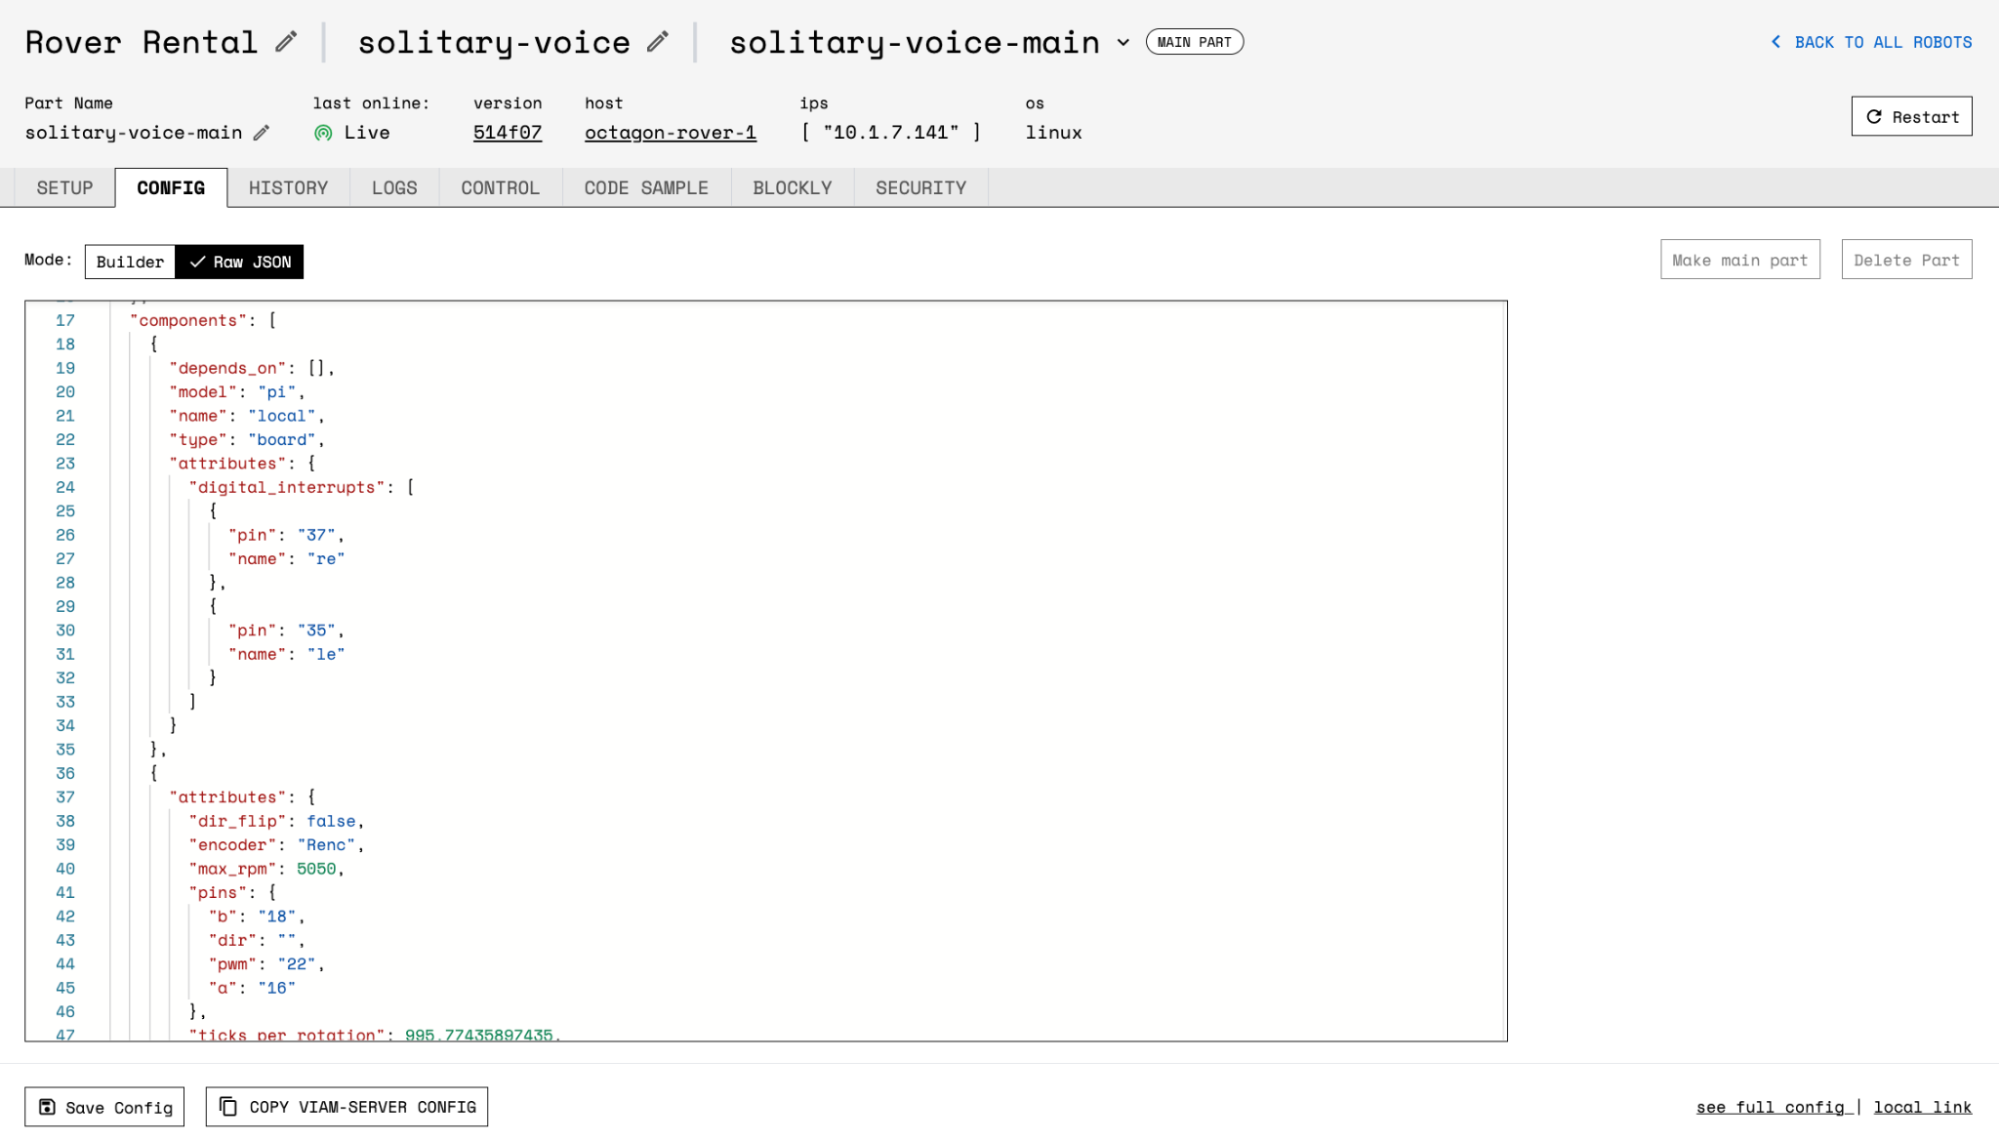 Rover Rental | solitary-voice | solitary-voice-main MAIN PART
BACK TO ALL ROBOTS
Part Name last online: version host ips os
solitary-voice-main Live 514f07 octagon-rover-1 [ "10.1.7.141" ] linux
Restart
SETUP CONFIG HISTORY LOGS CONTROL CODE SAMPLE BLOCKLY SECURITY
Mode: Builder Raw JSON Make main part Delete Part
17 "components": [
18 {
19 "depends_on": [],
20 "model": "pi",
21 "name": "local",
22 "type": "board",
23 "attributes": {
24 "digital_interrupts": [
25 {
26 "pin": "37",
27 "name": "re"
28 },
29 {
30 "pin": "35",
31 "name": "le"
32 }
33 ]
34 }
35 },
36 {
37 "attributes": {
38 "dir_flip": false,
39 "encoder": "Renc",
40 "max_rpm": 5050,
41 "pins": {
42 "b": "18",
43 "dir": "",
44 "pwm": "22",
45 "a": "16"
46 },
47 "ticks_per_rotation": 995.77435897435,
Save Config COPY VIAM-SERVER CONFIG see full config | local link